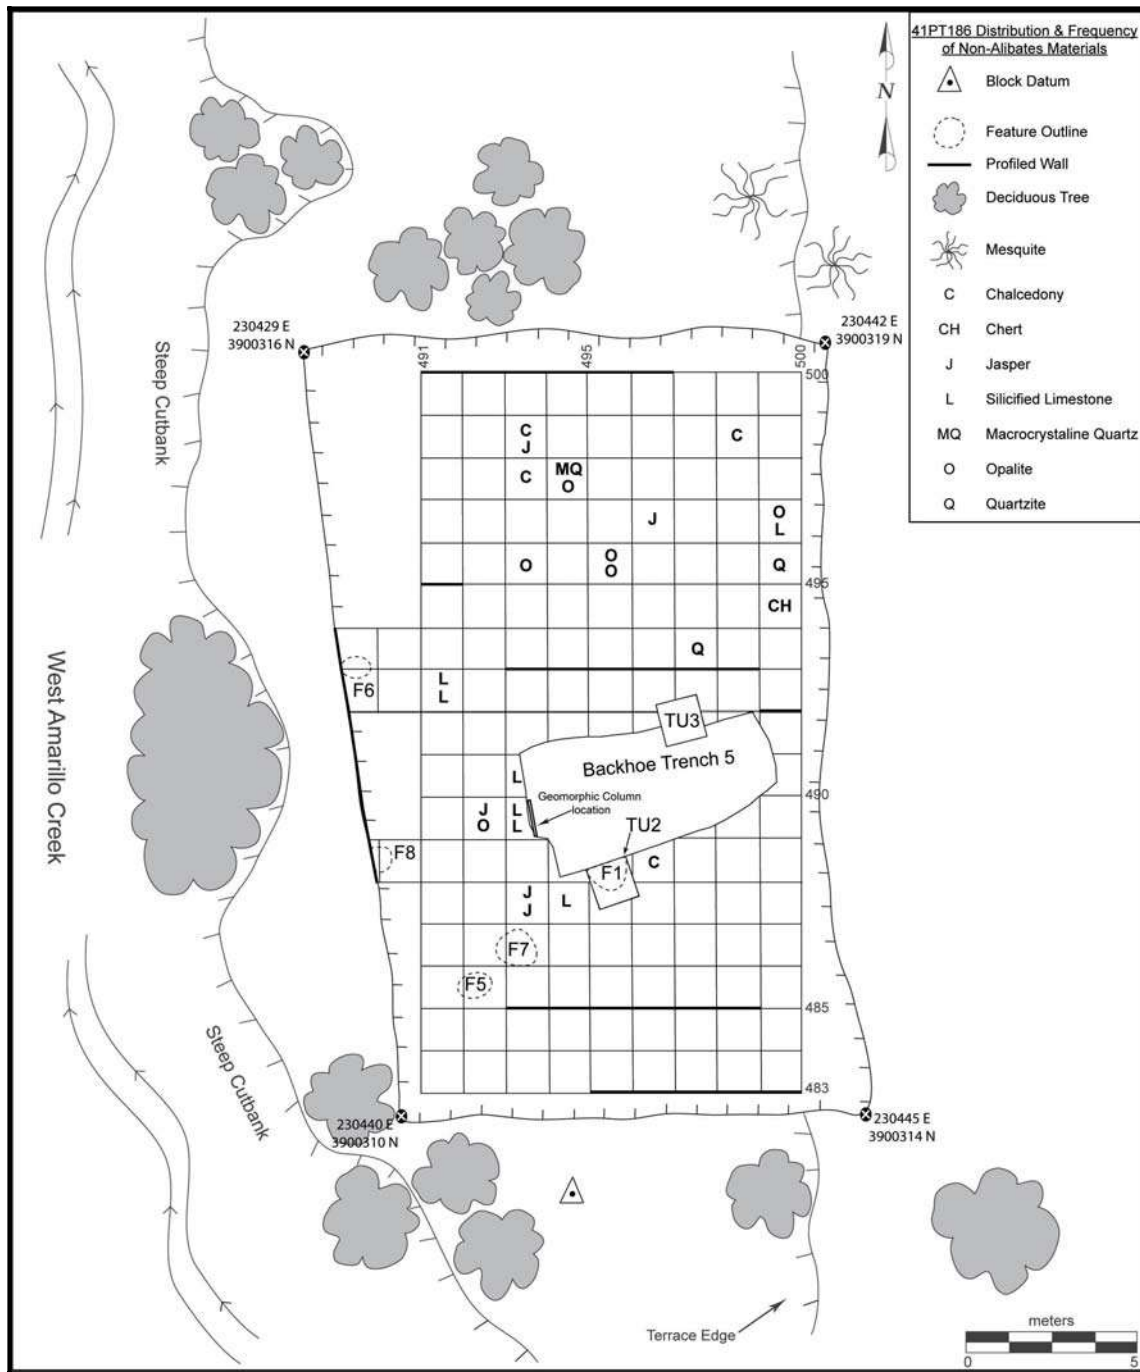 41PT186 Distribution & Frequency
of Non-Alibates Materials
Block Datum
Feature Outline
Profiled Wall
Deciduous Tree
Mesquite
C Chalcedony
CH Chert
J Jasper
L Silicified Limestone
MQ Macrocrystaline Quartz
O Opalite
Q Quartzite
N
230429 E
3900316 N
230442 E
3900319 N
491
495
500
500
Steep Cutbank
C
J
C
C
MQ
O
J
O
L
O
O
O
Q
495
CH
Q
F6
L
L
TU3
West Amarillo Creek
L
Backhoe Trench 5
490
Geomorphic Column
location
J
O
L
L
TU2
F8
F1
C
J
J
L
F7
F5
485
Steep Cutbank
483
230440 E
3900310 N
230445 E
3900314 N
Terrace Edge
meters
0
5